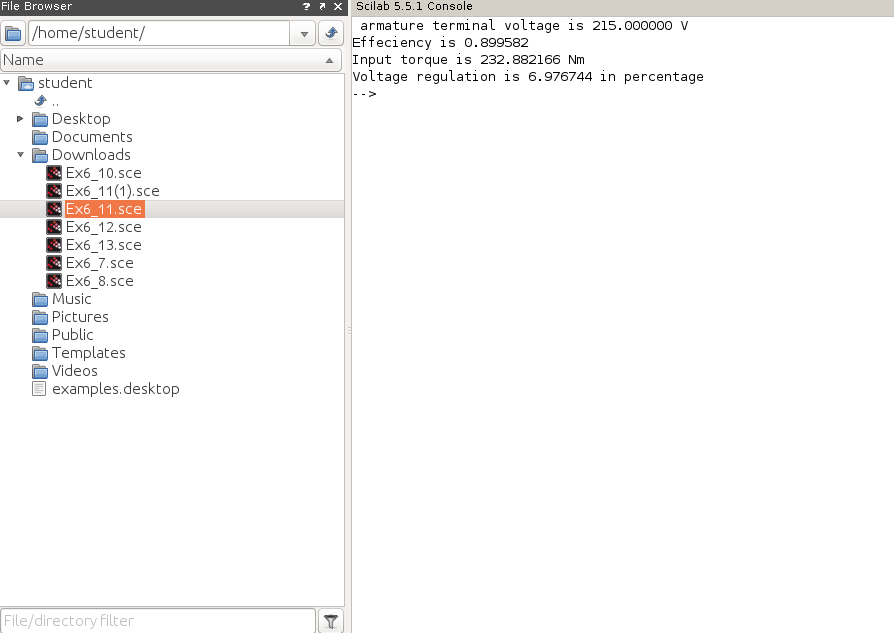 File Browser
/home/student/
Name
student
..
Desktop
Documents
Downloads
Ex6_10.sce
Ex6_11(1).sce
Ex6_11.sce
Ex6_12.sce
Ex6_13.sce
Ex6_7.sce
Ex6_8.sce
Music
Pictures
Public
Templates
Videos
examples.desktop
File/directory filter
Scilab 5.5.1 Console
armature terminal voltage is 215.000000 V
Effeciency is 0.899582
Input torque is 232.882166 Nm
Voltage regulation is 6.976744 in percentage
-->